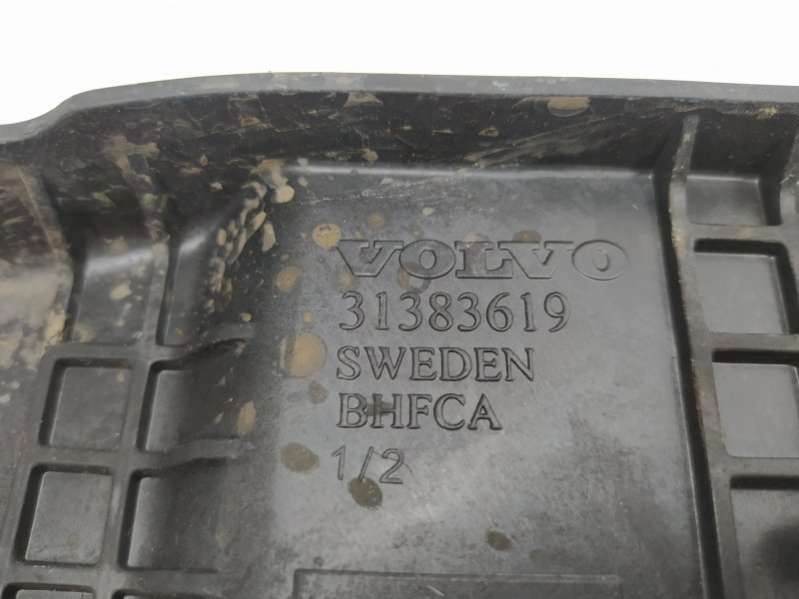 VOLVO
31383619
SWEDEN
BHFCA
1/2